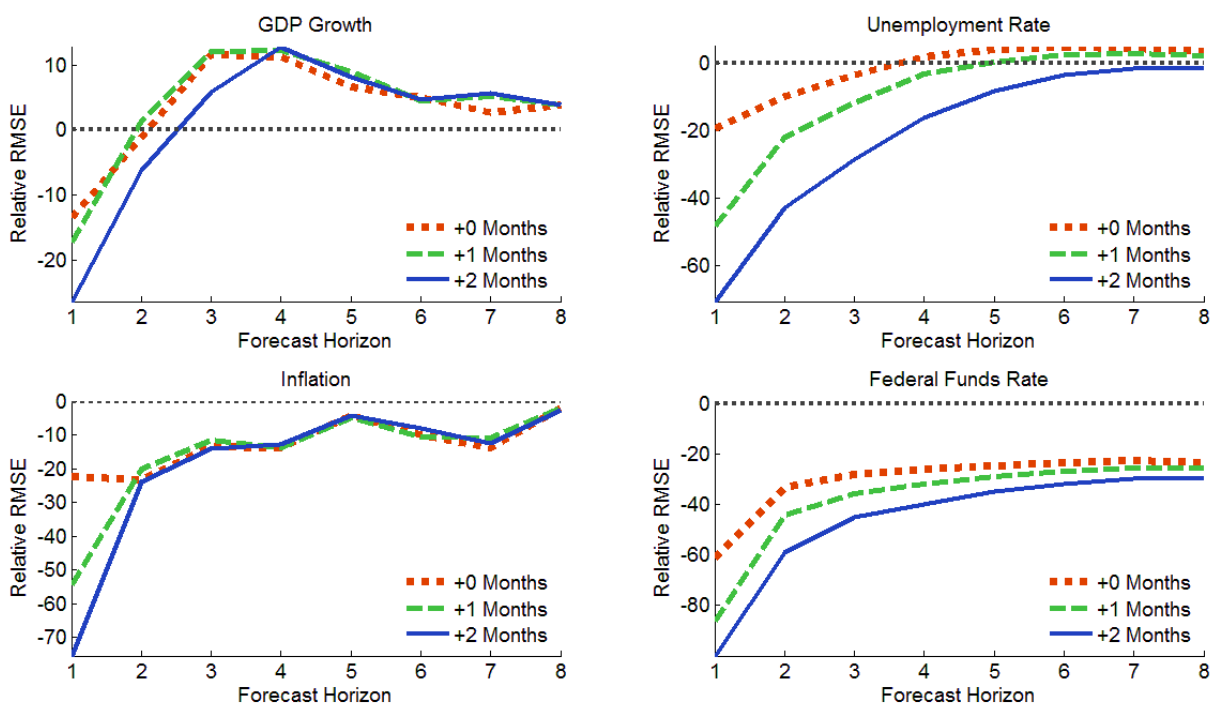 GDP Growth
Relative RMSE
10
0
-10
-20
+0 Months
+1 Months
+2 Months
1 2 3 4 5 6 7 8
Forecast Horizon
Unemployment Rate
Relative RMSE
0
-20
-40
-60
+0 Months
+1 Months
+2 Months
1 2 3 4 5 6 7 8
Forecast Horizon
Inflation
Relative RMSE
0
-10
-20
-30
-40
-50
-60
-70
+0 Months
+1 Months
+2 Months
1 2 3 4 5 6 7 8
Forecast Horizon
Federal Funds Rate
Relative RMSE
0
-20
-40
-60
-80
+0 Months
+1 Months
+2 Months
1 2 3 4 5 6 7 8
Forecast Horizon